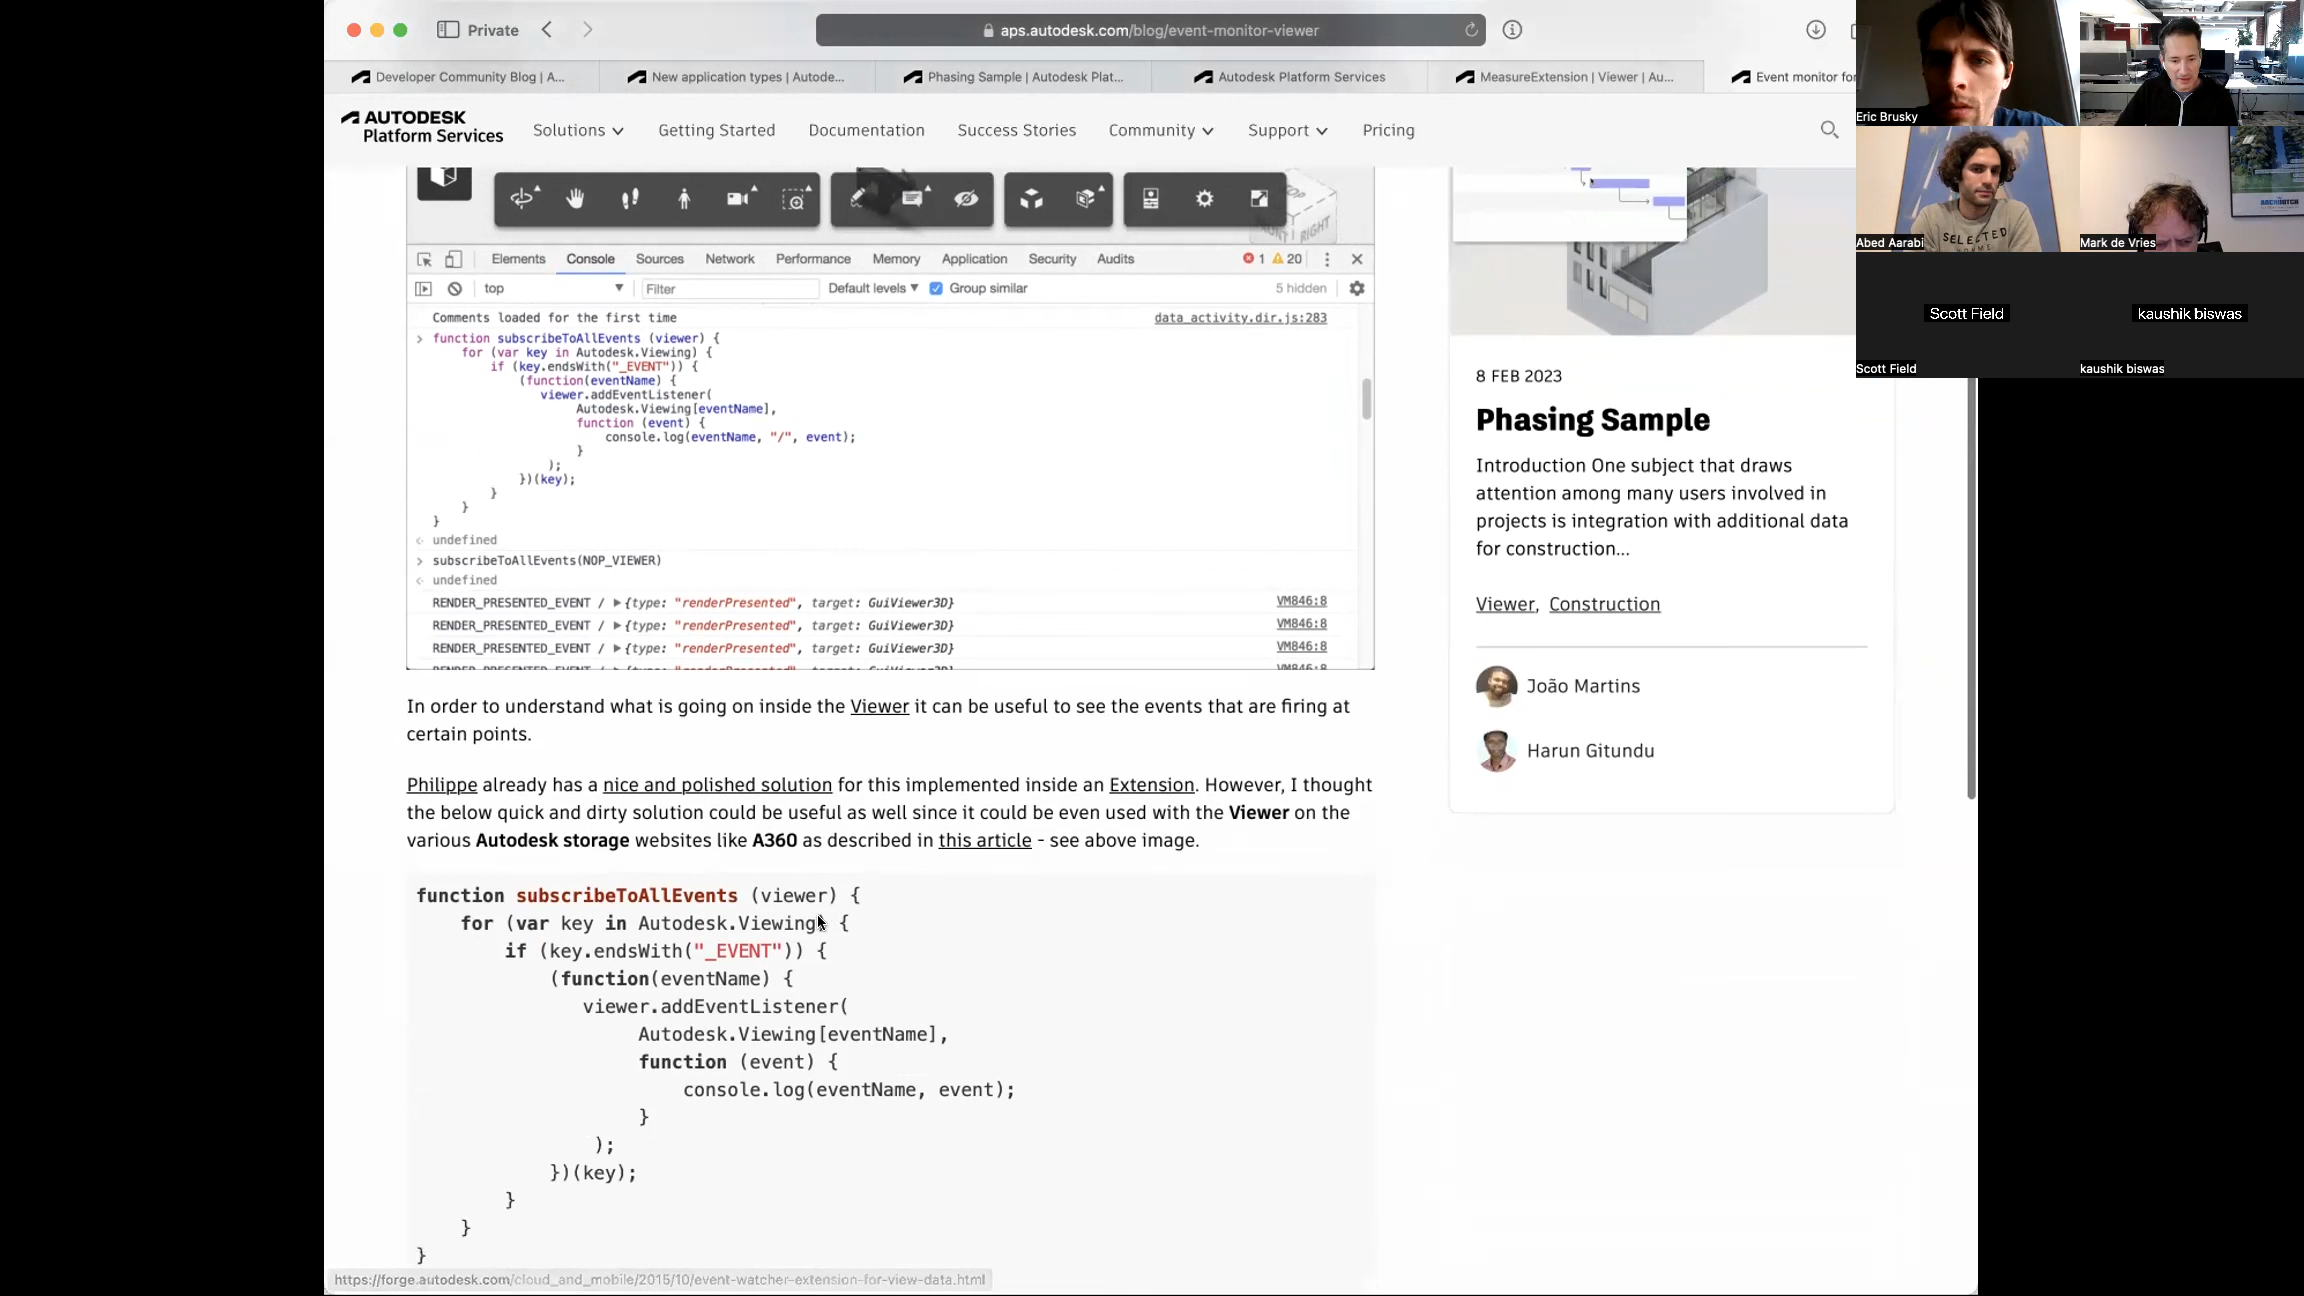 Private
aps.autodesk.com/blog/event-monitor-viewer
Developer Community Blog | A...
New application types | Autode...
Phasing Sample | Autodesk Plat...
Autodesk Platform Services
MeasureExtension | Viewer | Au...
Event monitor for
AUTODESK
Platform Services
Solutions
Getting Started
Documentation
Success Stories
Community
Support
Pricing
RIGHT
Elements
Console
Sources
Network
Performance
Memory
Application
Security
Audits
1
20
top
Filter
Default levels
Group similar
5 hidden
Comments loaded for the first time
data_activity.dir.js:283
function subscribeToAllEvents (viewer) {
for (var key in Autodesk.Viewing) {
if (key.endsWith("_EVENT")) {
(function(eventName) {
viewer.addEventListener(
Autodesk.Viewing[eventName],
function (event) {
console.log(eventName, "/", event);
}
);
})(key);
}
}
}
undefined
subscribeToAllEvents(NOP_VIEWER)
undefined
RENDER_PRESENTED_EVENT / ▶{type: "renderPresented", target: GuiViewer3D}
VM846:8
RENDER_PRESENTED_EVENT / ▶{type: "renderPresented", target: GuiViewer3D}
VM846:8
RENDER_PRESENTED_EVENT / ▶{type: "renderPresented", target: GuiViewer3D}
VM846:8
RENDER_PRESENTED_EVENT / ▶{type: "renderPresented", target: GuiViewer3D}
VM846:8
In order to understand what is going on inside the Viewer it can be useful to see the events that are firing at
certain points.
Philippe already has a nice and polished solution for this implemented inside an Extension. However, I thought
the below quick and dirty solution could be useful as well since it could be even used with the Viewer on the
various Autodesk storage websites like A360 as described in this article - see above image.
function subscribeToAllEvents (viewer) {
for (var key in Autodesk.Viewing {
if (key.endsWith("_EVENT")) {
(function(eventName) {
viewer.addEventListener(
Autodesk.Viewing[eventName],
function (event) {
console.log(eventName, event);
}
);
})(key);
}
}
}
https://forge.autodesk.com/cloud_and_mobile/2015/10/event-watcher-extension-for-view-data.html
8 FEB 2023
Phasing Sample
Introduction One subject that draws
attention among many users involved in
projects is integration with additional data
for construction...
Viewer, Construction
João Martins
Harun Gitundu
Eric Brusky
Abed Aarabi
SELECTED
Mark de Vries
Scott Field
Scott Field
kaushik biswas
kaushik biswas